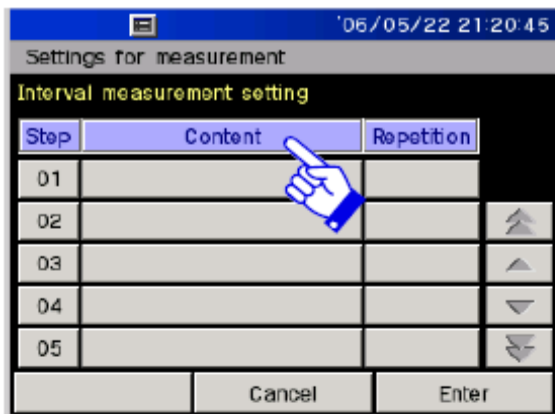 '06/05/22 21:20:45
Settings for measurement
Interval measurement setting
Step Content Repetition
01
02
03
04
05
Cancel Enter